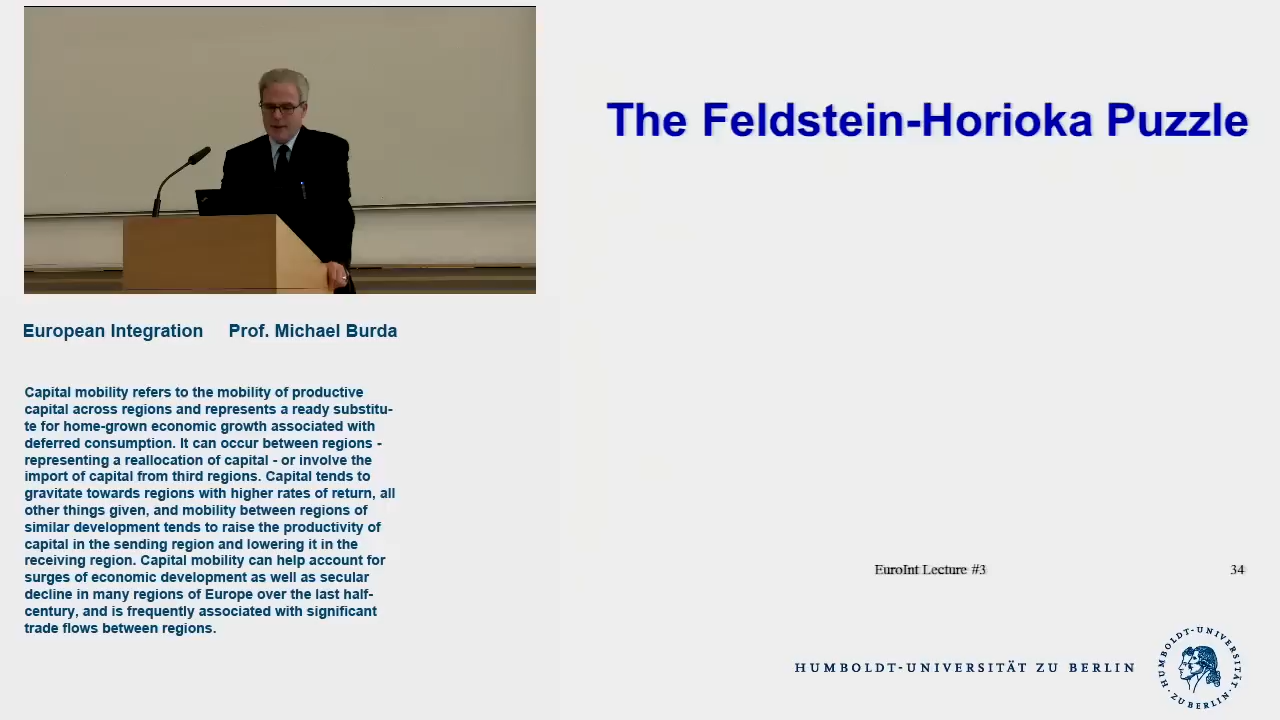 The Feldstein-Horioka Puzzle
European Integration Prof. Michael Burda
Capital mobility refers to the mobility of productive
capital across regions and represents a ready substitu-
te for home-grown economic growth associated with
deferred consumption. It can occur between regions -
representing a reallocation of capital - or involve the
import of capital from third regions. Capital tends to
gravitate towards regions with higher rates of return, all
other things given, and mobility between regions of
similar development tends to raise the productivity of
capital in the sending region and lowering it in the
receiving region. Capital mobility can help account for
surges of economic development as well as secular
decline in many regions of Europe over the last half-
century, and is frequently associated with significant
trade flows between regions.
EuroInt Lecture #3 34
HUMBOLDT-UNIVERSITÄT ZU BERLIN
HUMBOLDT-UNIVERSITÄT · ZU BERLIN ·